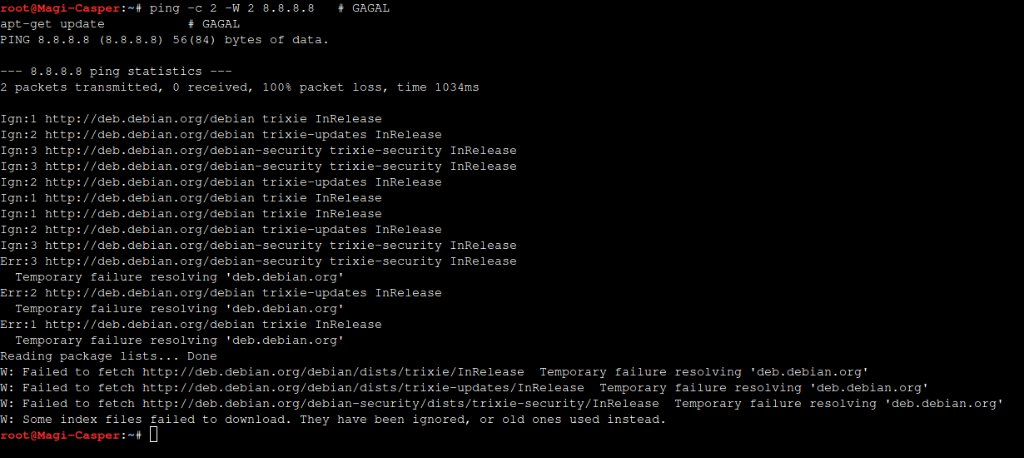 root@Magi-Casper:~# ping -c 2 -W 2 8.8.8.8   # GAGAL
apt-get update           # GAGAL
PING 8.8.8.8 (8.8.8.8) 56(84) bytes of data.
--- 8.8.8.8 ping statistics ---
2 packets transmitted, 0 received, 100% packet loss, time 1034ms
Ign:1 http://deb.debian.org/debian trixie InRelease
Ign:2 http://deb.debian.org/debian trixie-updates InRelease
Ign:3 http://deb.debian.org/debian-security trixie-security InRelease
Ign:3 http://deb.debian.org/debian-security trixie-security InRelease
Ign:2 http://deb.debian.org/debian trixie-updates InRelease
Ign:1 http://deb.debian.org/debian trixie InRelease
Ign:1 http://deb.debian.org/debian trixie InRelease
Ign:2 http://deb.debian.org/debian trixie-updates InRelease
Ign:3 http://deb.debian.org/debian-security trixie-security InRelease
Err:3 http://deb.debian.org/debian-security trixie-security InRelease
  Temporary failure resolving 'deb.debian.org'
Err:2 http://deb.debian.org/debian trixie-updates InRelease
  Temporary failure resolving 'deb.debian.org'
Err:1 http://deb.debian.org/debian trixie InRelease
  Temporary failure resolving 'deb.debian.org'
Reading package lists... Done
W: Failed to fetch http://deb.debian.org/debian/dists/trixie/InRelease  Temporary failure resolving 'deb.debian.org'
W: Failed to fetch http://deb.debian.org/debian/dists/trixie-updates/InRelease  Temporary failure resolving 'deb.debian.org'
W: Failed to fetch http://deb.debian.org/debian-security/dists/trixie-security/InRelease  Temporary failure resolving 'deb.debian.org'
W: Some index files failed to download. They have been ignored, or old ones used instead.
root@Magi-Casper:~#